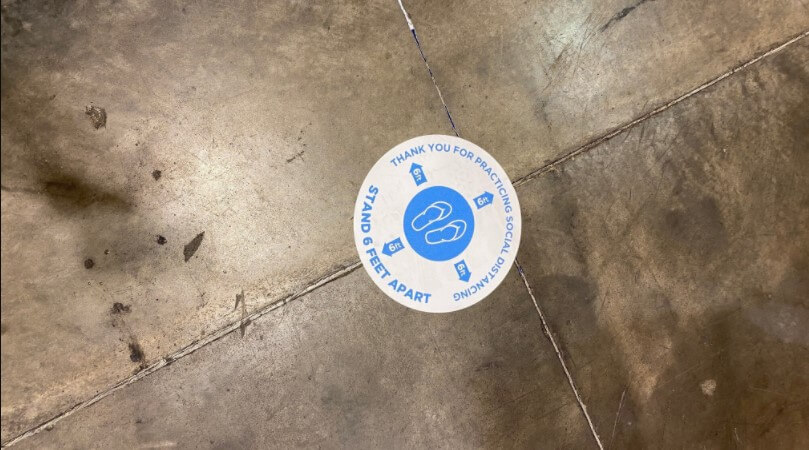 THANK YOU FOR PRACTICING SOCIAL DISTANCING
6ft
6ft
6ft
6ft
STAND 6 FEET APART